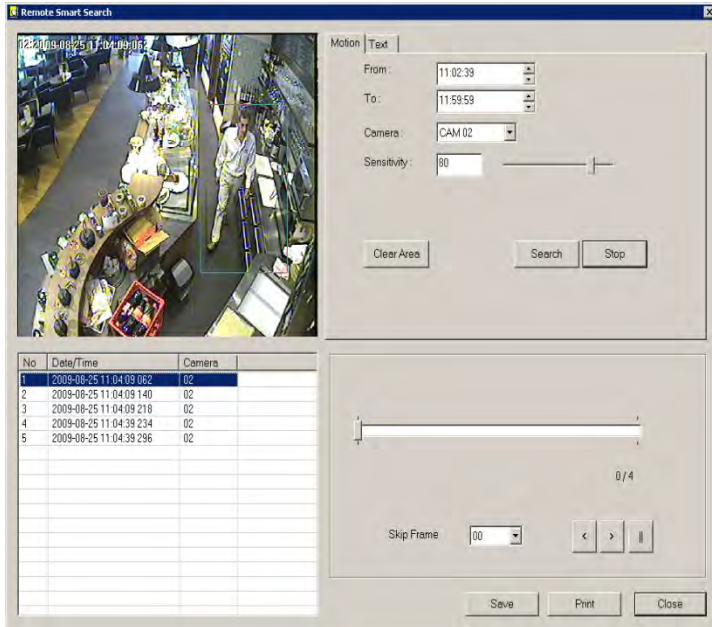 Remote Smart Search
12:2009-08-25 11:04:09:062
Motion
Text
From :
11:02:39
To :
11:59:59
Camera :
CAM 02
Sensitivity :
80
Clear Area
Search
Stop
No Date/Time Camera
1 2009-08-25 11:04:09 062 02
2 2009-08-25 11:04:09 140 02
3 2009-08-25 11:04:09 218 02
4 2009-08-25 11:04:39 234 02
5 2009-08-25 11:04:39 296 02
0 / 4
Skip Frame
00
<
>
||
Save
Print
Close